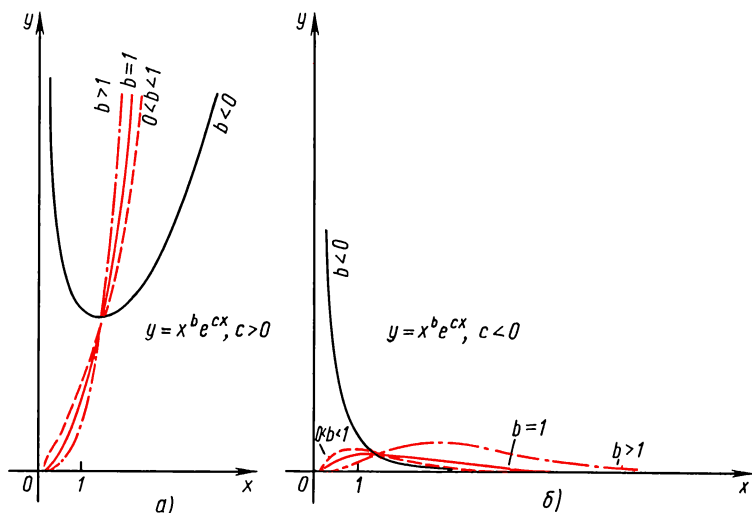 y
b>1
b=1
0<b<1
b<0
y=x^b e^{cx}, c>0
0
1
x
а)
y
b<0
y=x^b e^{cx}, c<0
0<b<1
b=1
b>1
0
1
x
б)